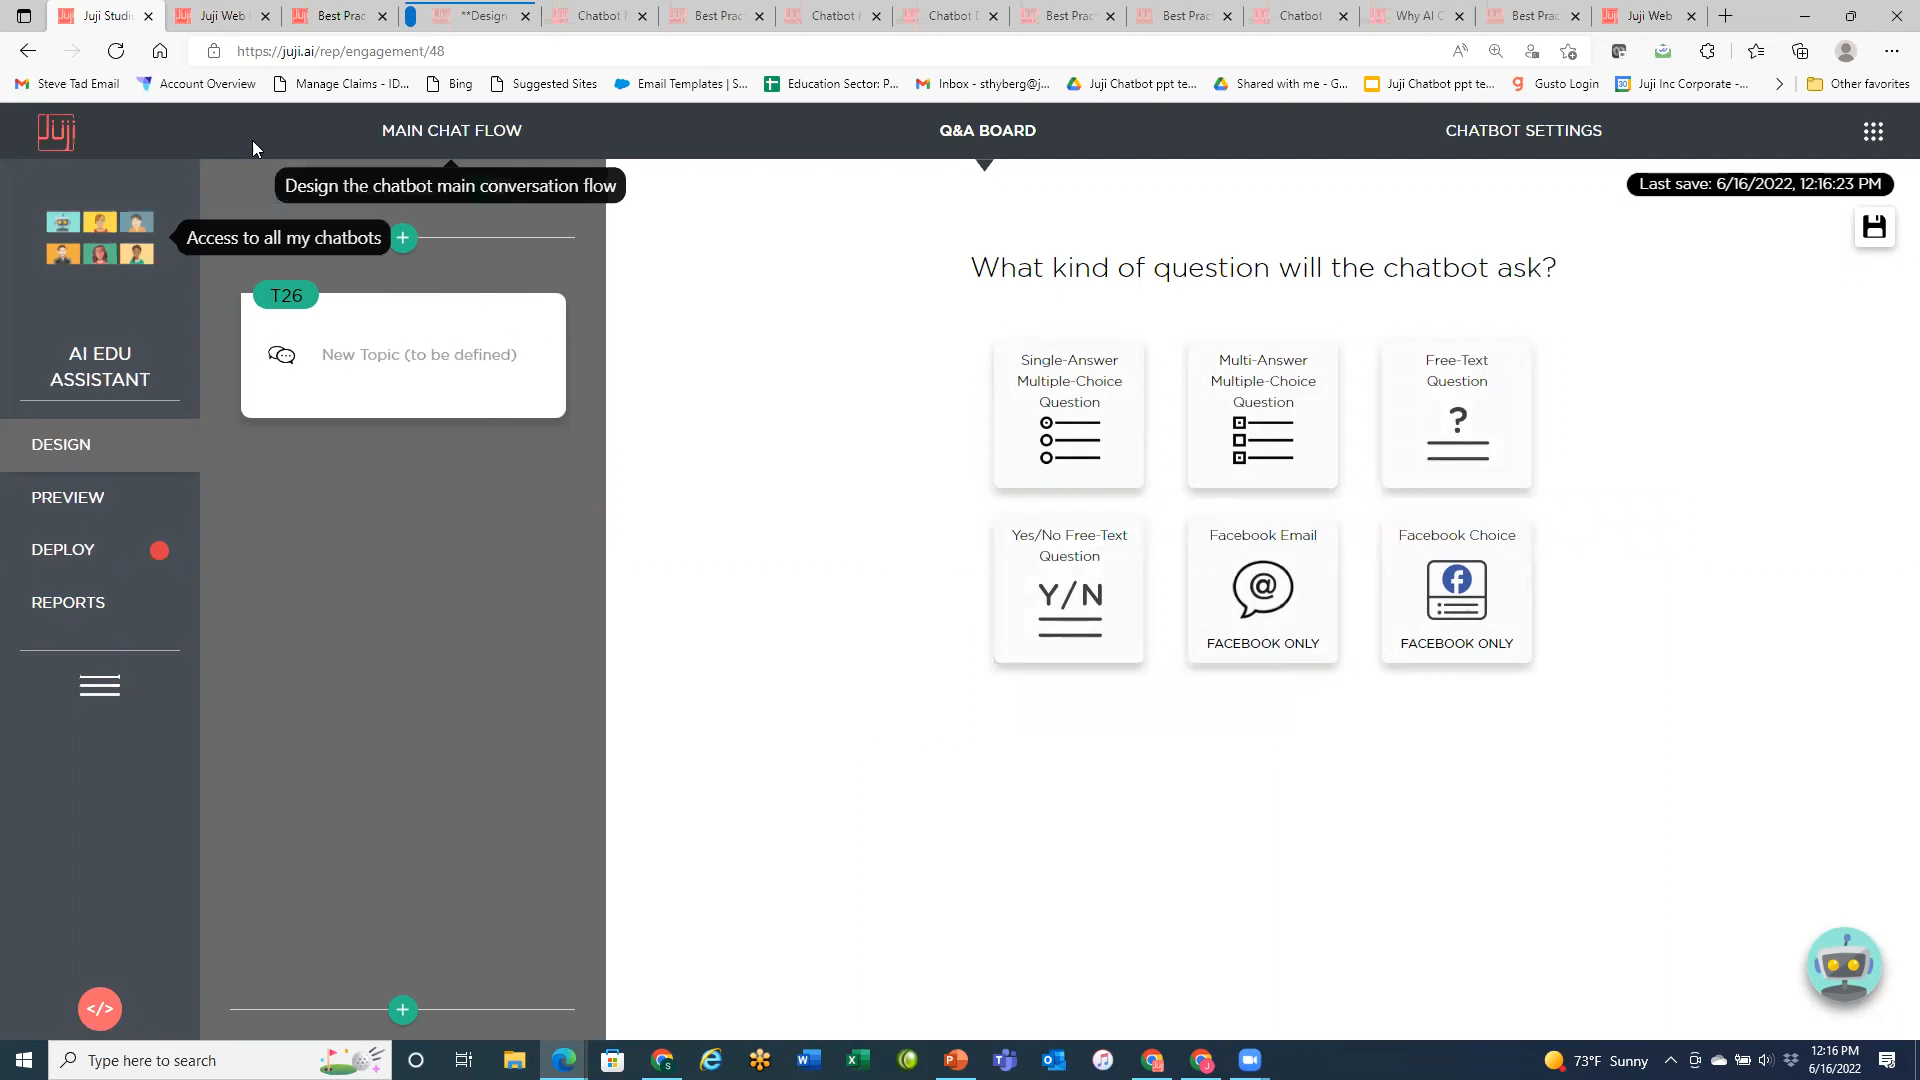 Juji Studi
Juji Web
Best Prac
**Design
Chatbot
Best Prac
Chatbot
Chatbot
Best Prac
Best Prac
Chatbot
Why AI C
Best Prac
Juji Web
https://juji.ai/rep/engagement/48
Steve Tad Email
Account Overview
Manage Claims - ID...
Bing
Suggested Sites
Email Templates | S...
Education Sector: P...
Inbox - sthyberg@j...
Juji Chatbot ppt te...
Shared with me - G...
Juji Chatbot ppt te...
Gusto Login
Juji Inc Corporate -...
Other favorites
Juji
MAIN CHAT FLOW
Q&A BOARD
CHATBOT SETTINGS
Design the chatbot main conversation flow
Last save: 6/16/2022, 12:16:23 PM
Access to all my chatbots
What kind of question will the chatbot ask?
T26
New Topic (to be defined)
AI EDU
ASSISTANT
DESIGN
PREVIEW
DEPLOY
REPORTS
</>
Single-Answer
Multiple-Choice
Question
Multi-Answer
Multiple-Choice
Question
Free-Text
Question
?
Yes/No Free-Text
Question
Y/N
Facebook Email
@
FACEBOOK ONLY
Facebook Choice
FACEBOOK ONLY
Type here to search
73°F Sunny
12:16 PM
6/16/2022